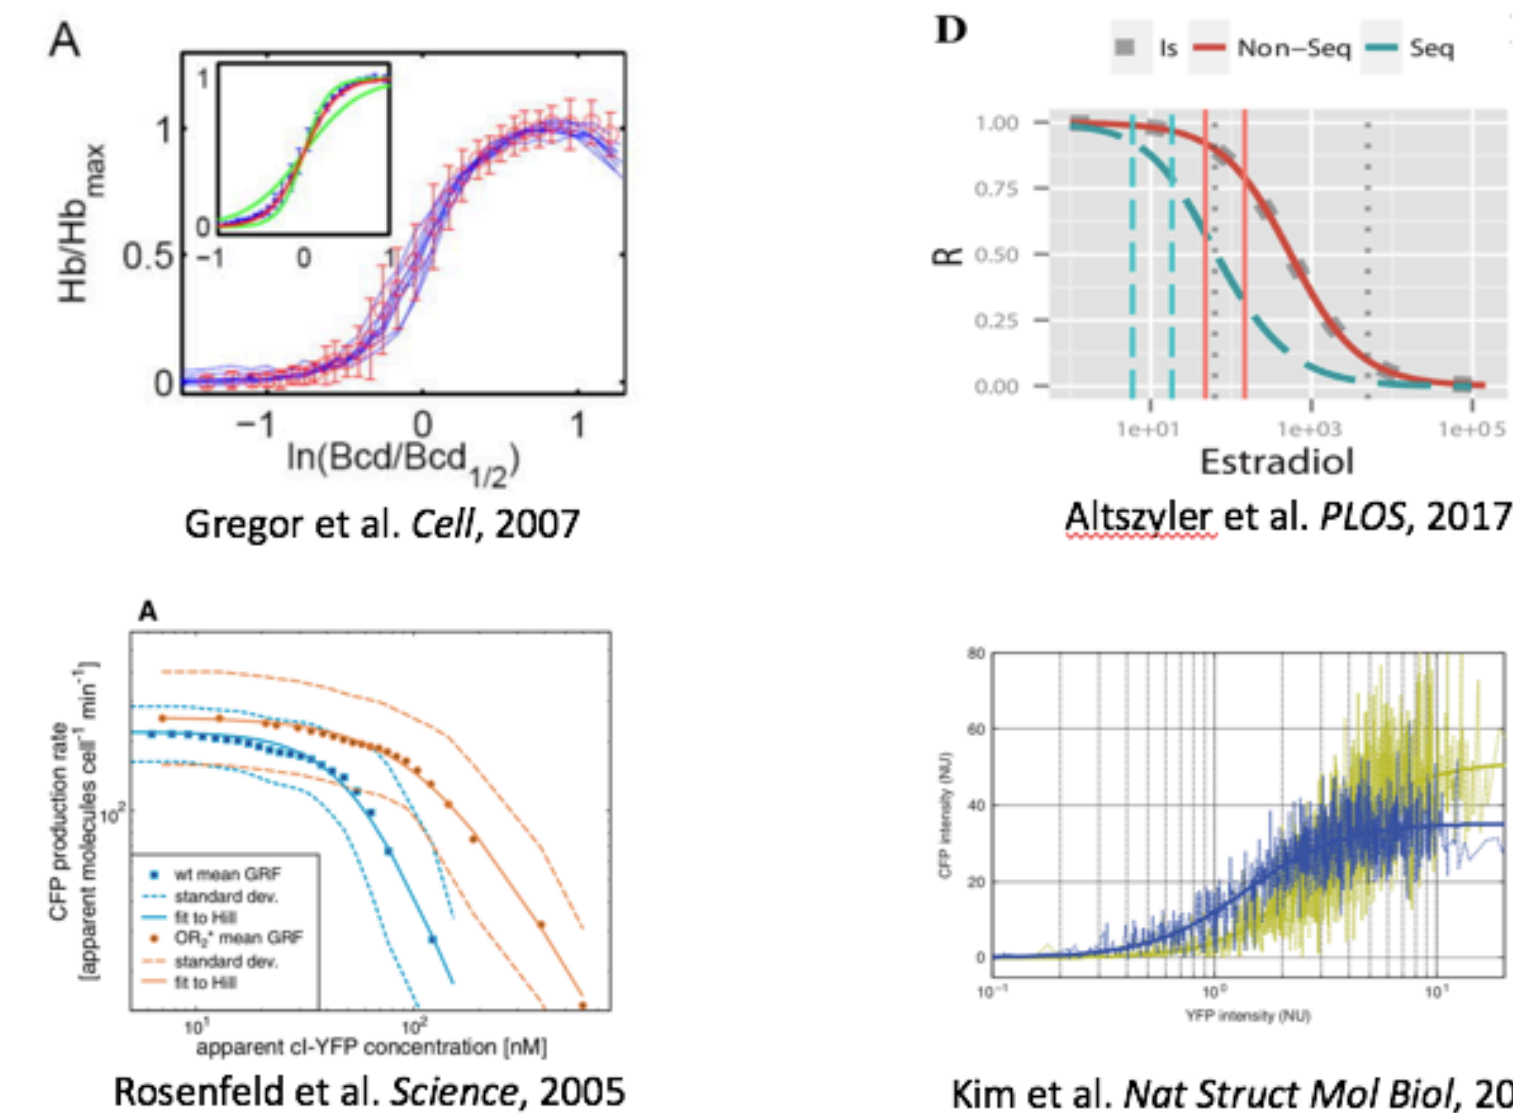 A
Hb/Hbmax
1
0.5
0
1
0
−1
0
1
−1
0
1
ln(Bcd/Bcd1/2)
Gregor et al. Cell, 2007
D
Is
Non−Seq
Seq
R
1.00
0.75
0.50
0.25
0.00
1e+01
1e+03
1e+05
Estradiol
Altszyler et al. PLOS, 2017
A
CFP production rate
[apparent molecules cell-1 min-1]
10²
wt mean GRF
standard dev.
fit to Hill
OR2* mean GRF
standard dev.
fit to Hill
10¹
10²
apparent cI-YFP concentration [nM]
Rosenfeld et al. Science, 2005
CFP intensity (NU)
80
60
40
20
0
10⁻¹
10⁰
10¹
YFP intensity (NU)
Kim et al. Nat Struct Mol Biol, 20